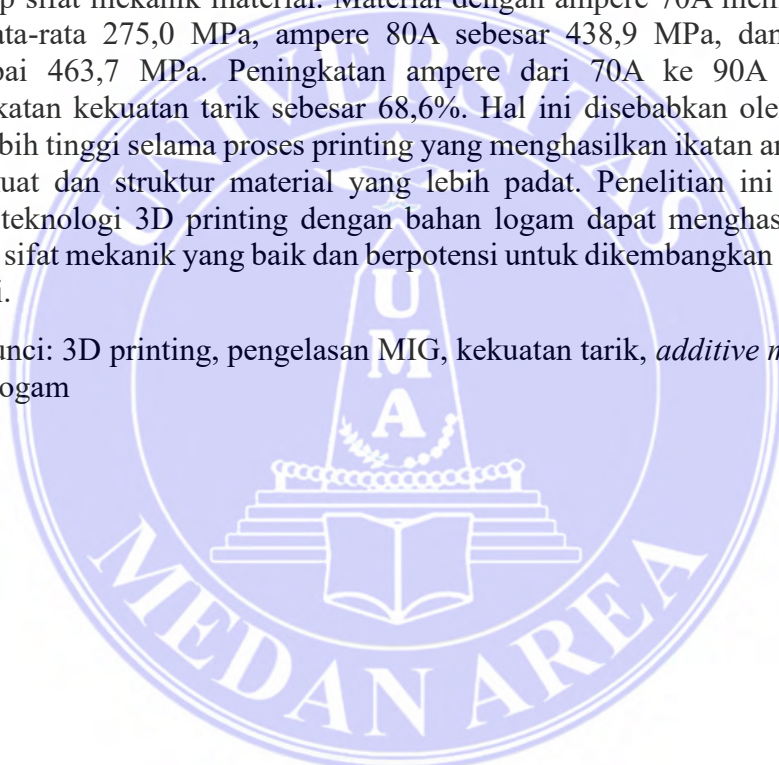 p sifat mekanik material. Material dengan ampere 70A mem
ata-rata 275,0 MPa, ampere 80A sebesar 438,9 MPa, dan
pai 463,7 MPa. Peningkatan ampere dari 70A ke 90A
katan kekuatan tarik sebesar 68,6%. Hal ini disebabkan ole
bih tinggi selama proses printing yang menghasilkan ikatan an
uat dan struktur material yang lebih padat. Penelitian ini
teknologi 3D printing dengan bahan logam dapat menghas
sifat mekanik yang baik dan berpotensi untuk dikembangkan
i.
unci: 3D printing, pengelasan MIG, kekuatan tarik, additive m
ogam
UNIVERSITAS
UMA
MEDAN AREA